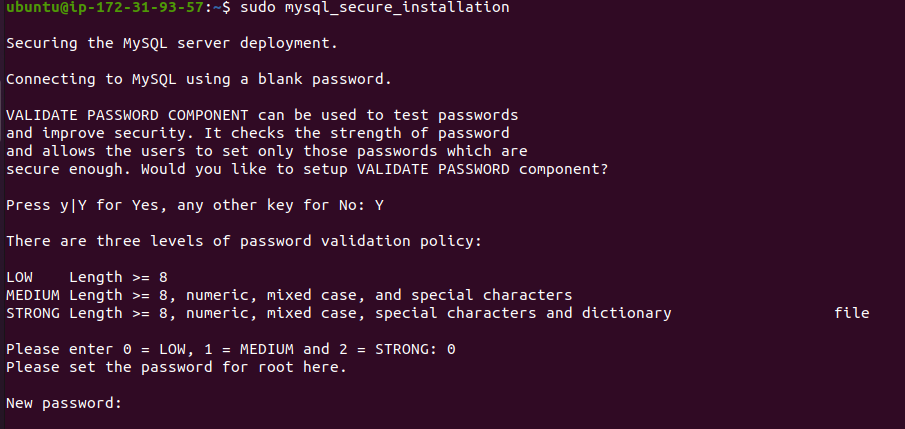 ubuntu@ip-172-31-93-57:~$ sudo mysql_secure_installation
Securing the MySQL server deployment.
Connecting to MySQL using a blank password.
VALIDATE PASSWORD COMPONENT can be used to test passwords
and improve security. It checks the strength of password
and allows the users to set only those passwords which are
secure enough. Would you like to setup VALIDATE PASSWORD component?
Press y|Y for Yes, any other key for No: Y
There are three levels of password validation policy:
LOW    Length >= 8
MEDIUM Length >= 8, numeric, mixed case, and special characters
STRONG Length >= 8, numeric, mixed case, special characters and dictionary                  file
Please enter 0 = LOW, 1 = MEDIUM and 2 = STRONG: 0
Please set the password for root here.
New password: